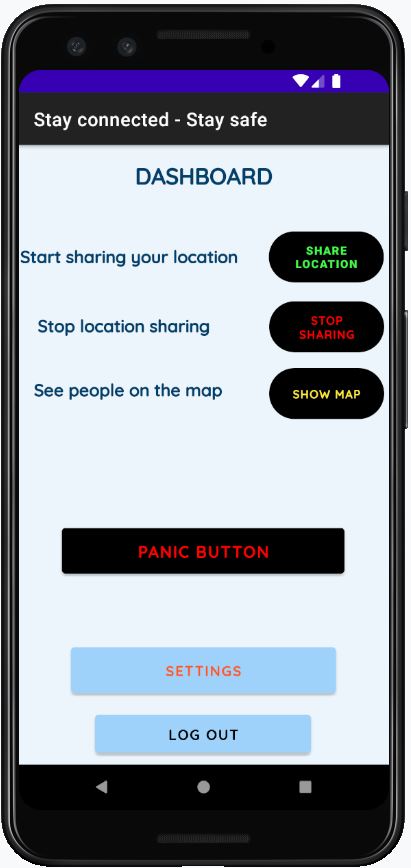 Stay connected - Stay safe
DASHBOARD
Start sharing your location
SHARE
LOCATION
Stop location sharing
STOP
SHARING
See people on the map
SHOW MAP
PANIC BUTTON
SETTINGS
LOG OUT